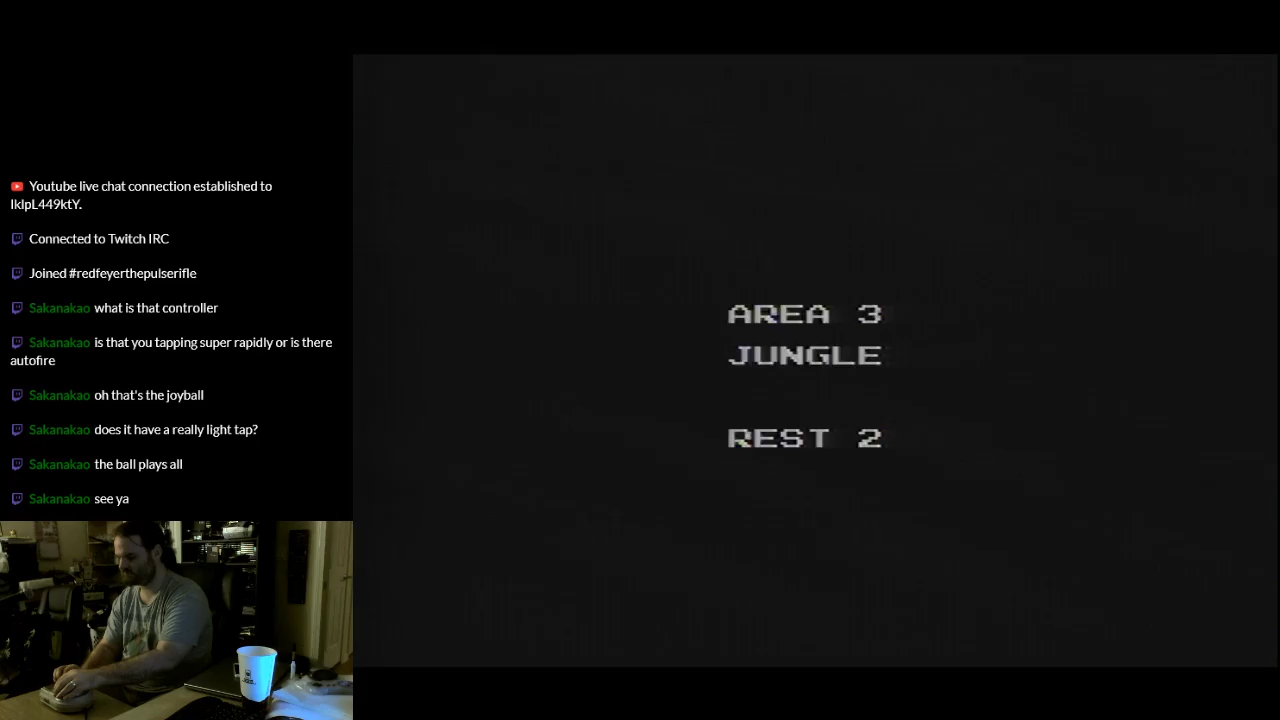 Youtube live chat connection established to
lklpL449ktY.
Connected to Twitch IRC
Joined #redfeyerthepulserifle
Sakanakao what is that controller
Sakanakao is that you tapping super rapidly or is there
autofire
Sakanakao oh that's the joyball
Sakanakao does it have a really light tap?
Sakanakao the ball plays all
Sakanakao see ya
AREA 3
JUNGLE
REST 2